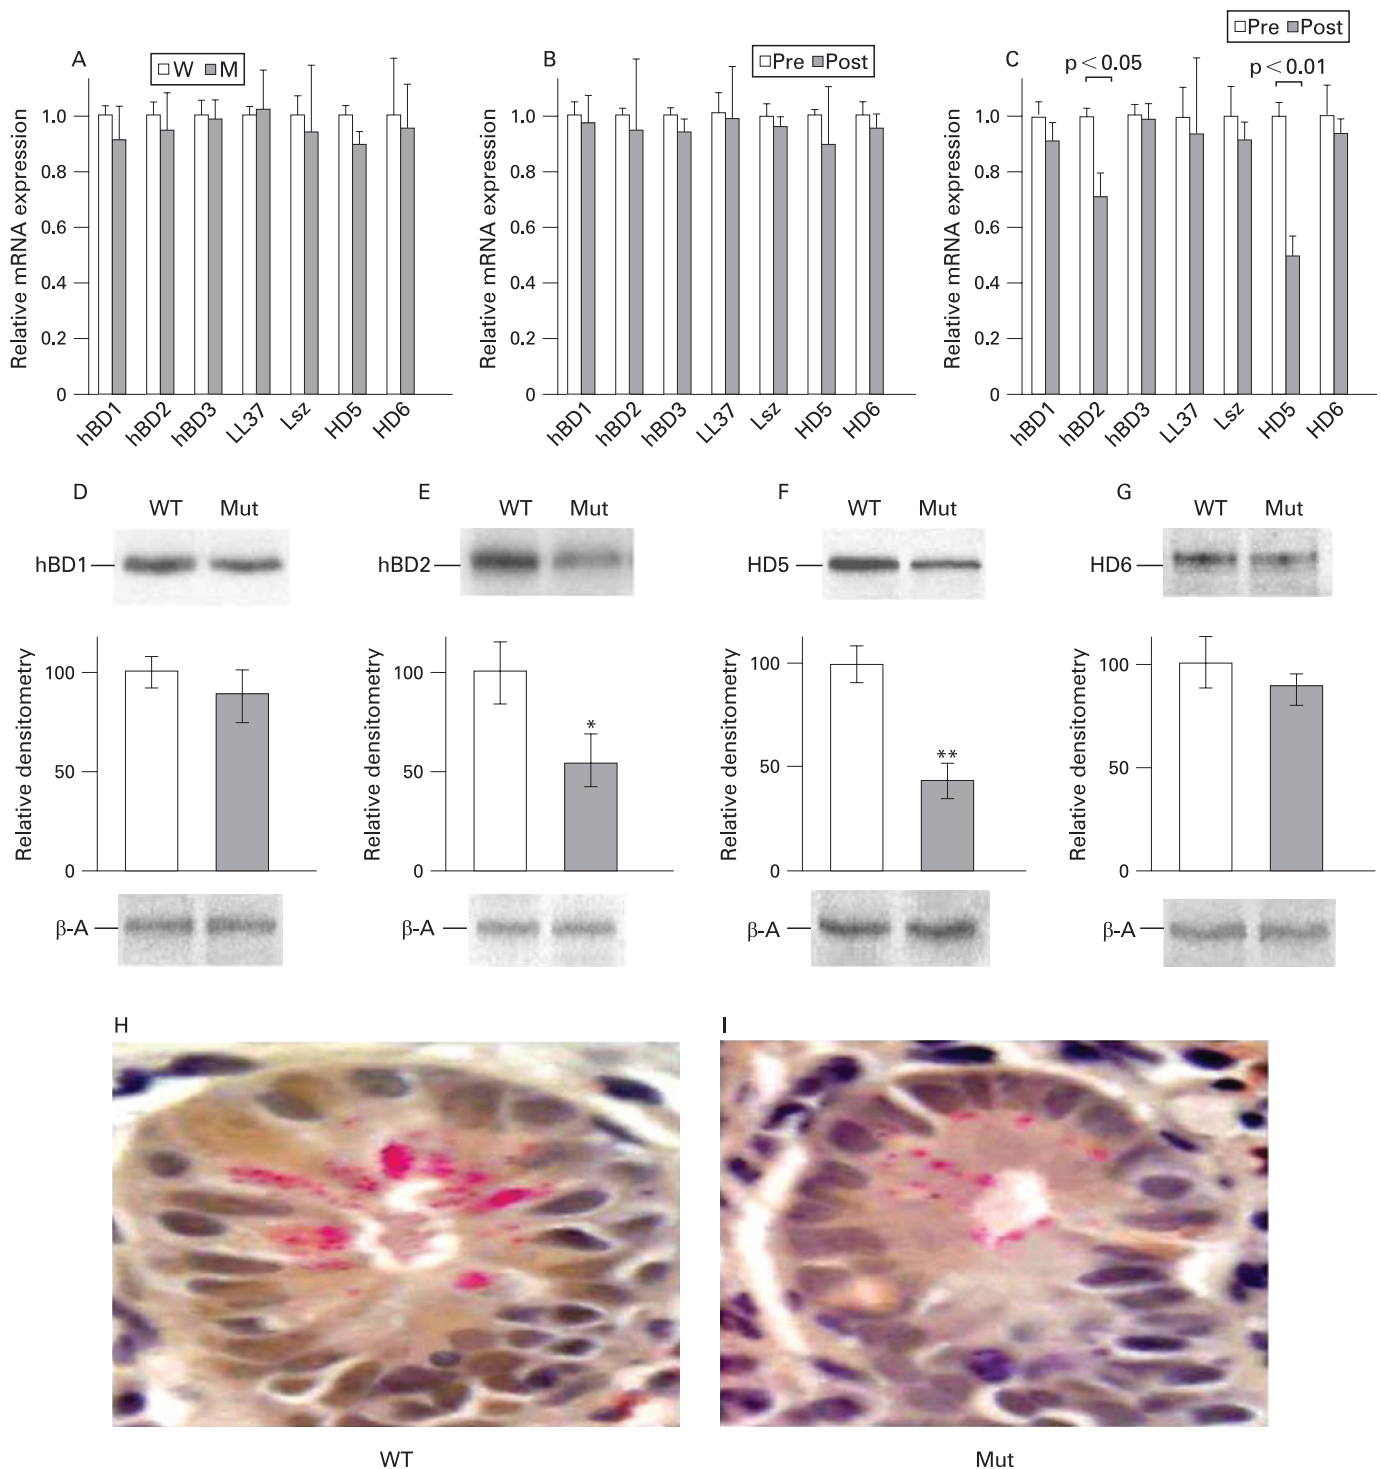 A
W M
Relative mRNA expression
1.0
0.8
0.6
0.4
0.2
0
hBD1 hBD2 hBD3 LL37 Lsz HD5 HD6
B
Pre Post
Relative mRNA expression
1.0
0.8
0.6
0.4
0.2
0
hBD1 hBD2 hBD3 LL37 Lsz HD5 HD6
C
Pre Post
p < 0.05
p < 0.01
Relative mRNA expression
1.0
0.8
0.6
0.4
0.2
0
hBD1 hBD2 hBD3 LL37 Lsz HD5 HD6
D
WT Mut
hBD1
Relative densitometry
100
50
0
β-A
E
WT Mut
hBD2
Relative densitometry
100
50
0
*
β-A
F
WT Mut
HD5
Relative densitometry
100
50
0
**
β-A
G
WT Mut
HD6
Relative densitometry
100
50
0
β-A
H
WT
I
Mut